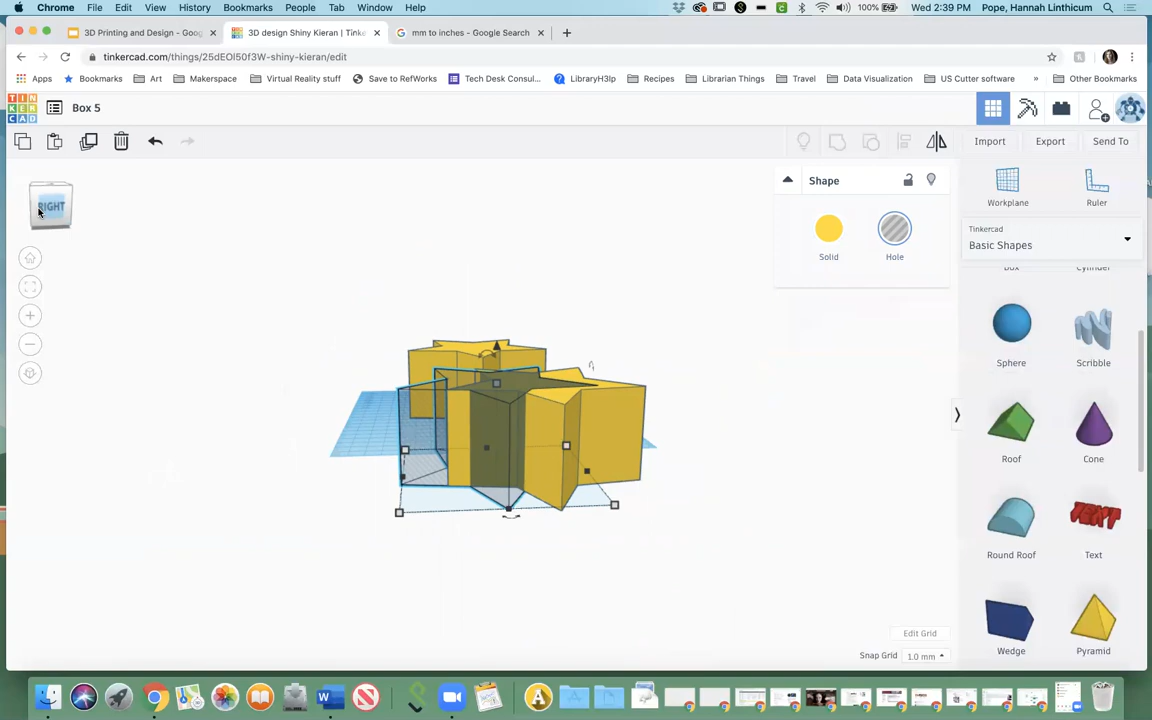 Chrome File Edit View History Bookmarks People Tab Window Help
100% Wed 2:39 PM Pope, Hannah Linthicum
3D Printing and Design - Goog
3D design Shiny Kieran | Tinke
mm to inches - Google Search
tinkercad.com/things/25dEOl50f3W-shiny-kieran/edit
Apps Bookmarks Art Makerspace Virtual Reality stuff Save to RefWorks Tech Desk Consul... LibraryH3lp Recipes Librarian Things Travel Data Visualization US Cutter software Other Bookmarks
TIN
KER
CAD
Box 5
Import Export Send To
RIGHT
Shape
Solid Hole
Workplane Ruler
Tinkercad
Basic Shapes
Box Cylinder
Sphere Scribble
Roof Cone
TEXT
Round Roof Text
Wedge Pyramid
Edit Grid
Snap Grid 1.0 mm